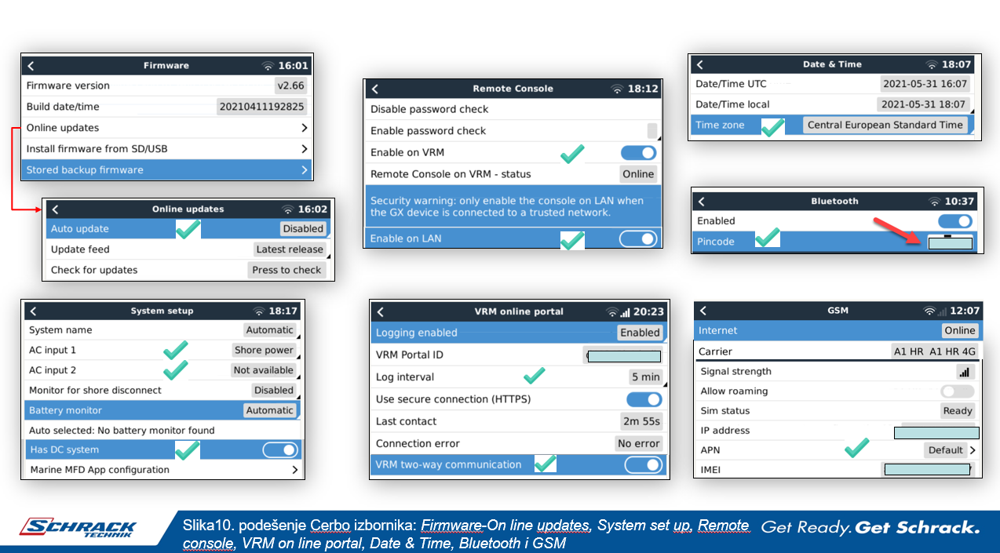 Firmware 16:01
Firmware version v2.66
Build date/time 20210411192825
Online updates
Install firmware from SD/USB
Stored backup firmware
Online updates 16:02
Auto update Disabled
Update feed Latest release
Check for updates Press to check
System setup 18:17
System name Automatic
AC input 1 Shore power
AC input 2 Not available
Monitor for shore disconnect Disabled
Battery monitor Automatic
Auto selected: No battery monitor found
Has DC system
Marine MFD App configuration
Remote Console 18:12
Disable password check
Enable password check
Enable on VRM
Remote Console on VRM - status Online
Security warning: only enable the console on LAN when
the GX device is connected to a trusted network.
Enable on LAN
VRM online portal 20:23
Logging enabled Enabled
VRM Portal ID
Log interval 5 min
Use secure connection (HTTPS)
Last contact 2m 55s
Connection error No error
VRM two-way communication
Date & Time 18:07
Date/Time UTC 2021-05-31 16:07
Date/Time local 2021-05-31 18:07
Time zone Central European Standard Time
Bluetooth 10:37
Enabled
Pincode
GSM 12:07
Internet Online
Carrier A1 HR A1 HR 4G
Signal strength
Allow roaming
Sim status Ready
IP address
APN Default
IMEI
SCHRACK
TECHNIK
Slika10. podešenje Cerbo izbornika: Firmware-On line updates, System set up, Remote
console, VRM on line portal, Date & Time, Bluetooth i GSM
Get Ready. Get Schrack.